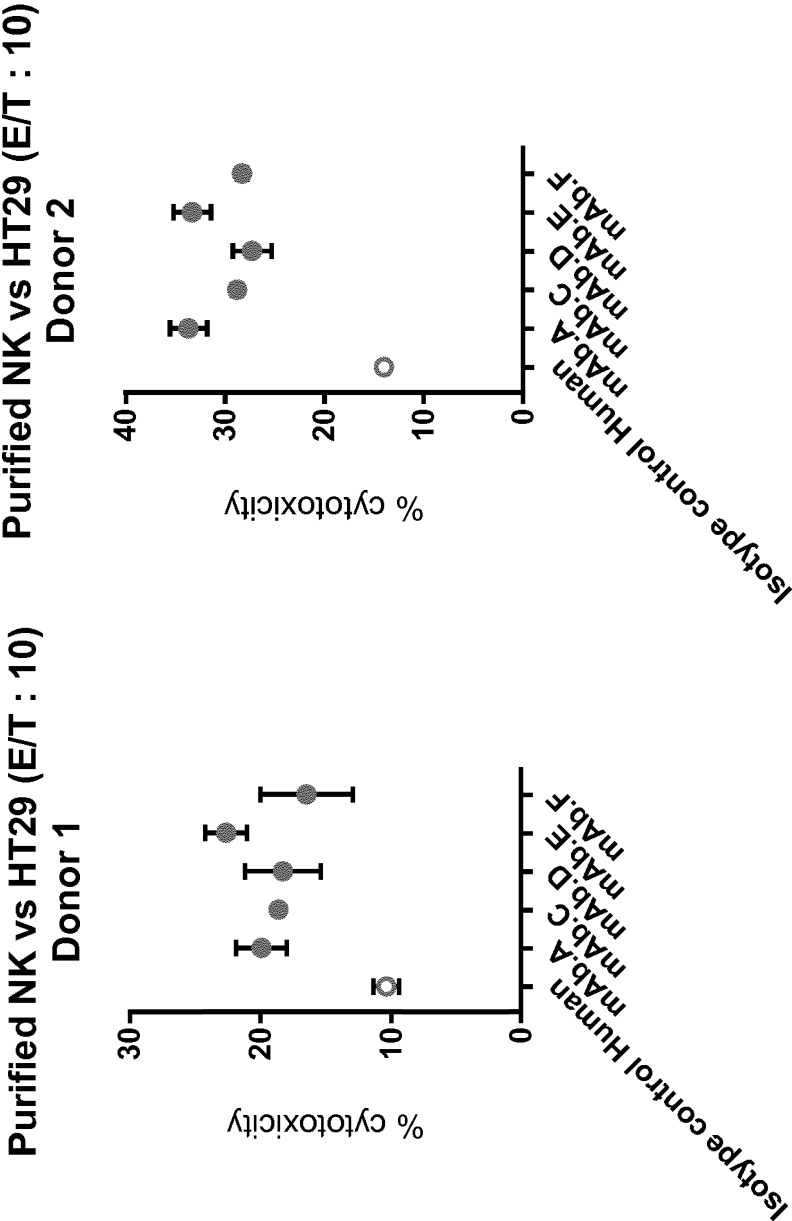 Purified NK vs HT29 (E/T : 10)
Donor 1
% cytotoxicity
30
20
10
0
Isotype control Human
mAb.A
mAb.C
mAb.D
mAb.E
mAb.F
Purified NK vs HT29 (E/T : 10)
Donor 2
% cytotoxicity
40
30
20
10
0
Isotype control Human
mAb.A
mAb.C
mAb.D
mAb.E
mAb.F